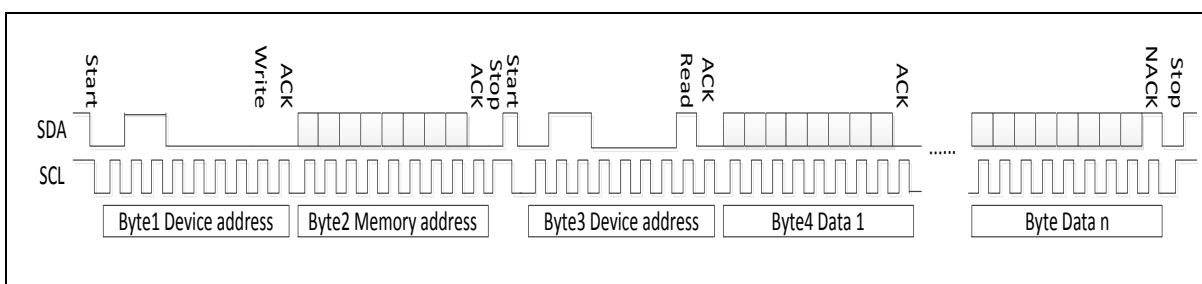 Start Write ACK ACK Stop Start Read ACK ACK NACK Stop
SDA
......
SCL
Byte1 Device address Byte2 Memory address Byte3 Device address Byte4 Data 1 Byte Data n